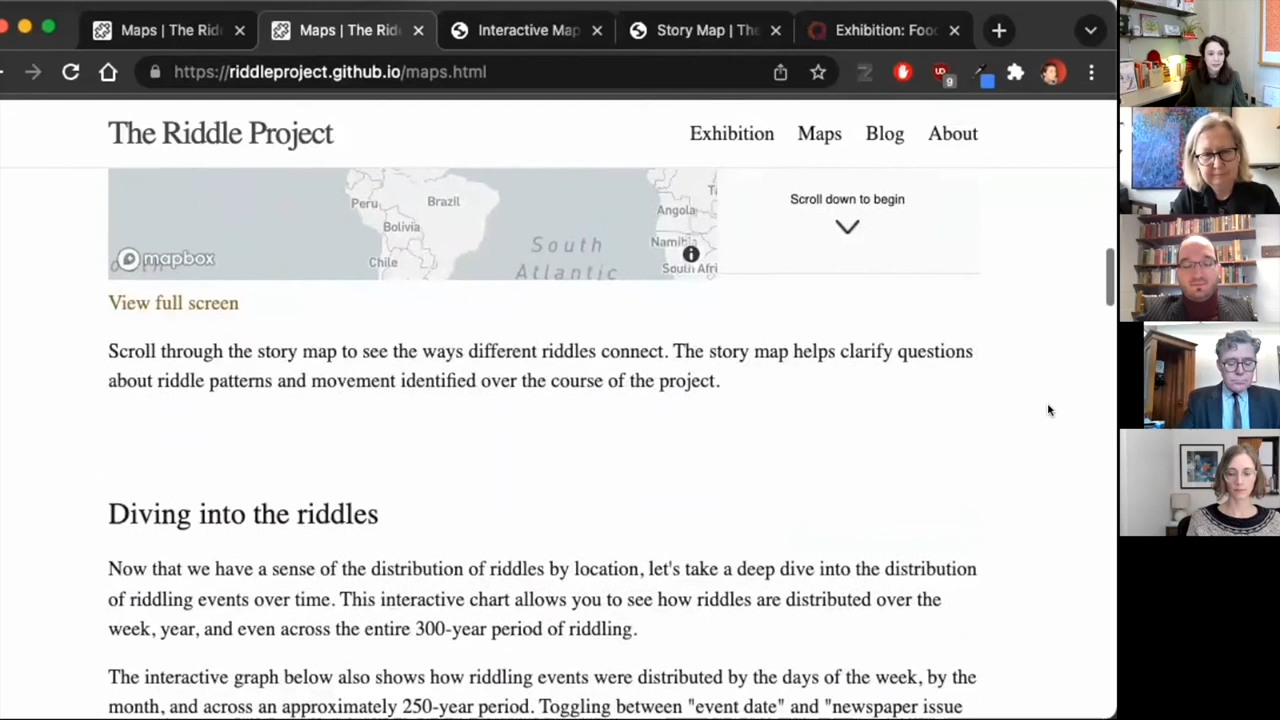 Maps | The Rid
Maps | The Rid
Interactive Map
Story Map | The
Exhibition: Foo
https://riddleproject.github.io/maps.html
9
The Riddle Project
Exhibition
Maps
Blog
About
Peru
Brazil
Bolivia
Chile
South
Atlantic
Angola
Namibia
South Afri
mapbox
Scroll down to begin
View full screen
Scroll through the story map to see the ways different riddles connect. The story map helps clarify questions
about riddle patterns and movement identified over the course of the project.
Diving into the riddles
Now that we have a sense of the distribution of riddles by location, let's take a deep dive into the distribution
of riddling events over time. This interactive chart allows you to see how riddles are distributed over the
week, year, and even across the entire 300-year period of riddling.
The interactive graph below also shows how riddling events were distributed by the days of the week, by the
month, and across an approximately 250-year period. Toggling between "event date" and "newspaper issue